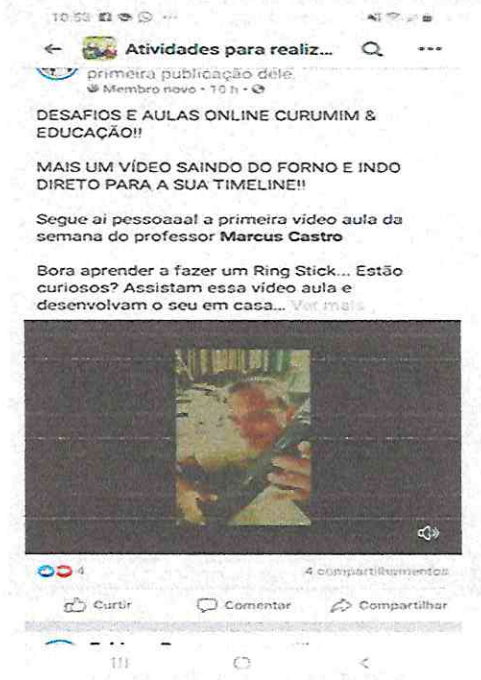 10:53
Atividades para realiz...
primeira publicação dele.
Membro novo • 10 h •
DESAFIOS E AULAS ONLINE CURUMIM &
EDUCAÇÃO!!
MAIS UM VÍDEO SAINDO DO FORNO E INDO
DIRETO PARA A SUA TIMELINE!!
Segue ai pessoaaal a primeira vídeo aula da
semana do professor Marcus Castro
Bora aprender a fazer um Ring Stick... Estão
curiosos? Assistam essa vídeo aula e
desenvolvam o seu em casa... Ver mais
4
4 compartilhamentos
Curtir
Comentar
Compartilhar